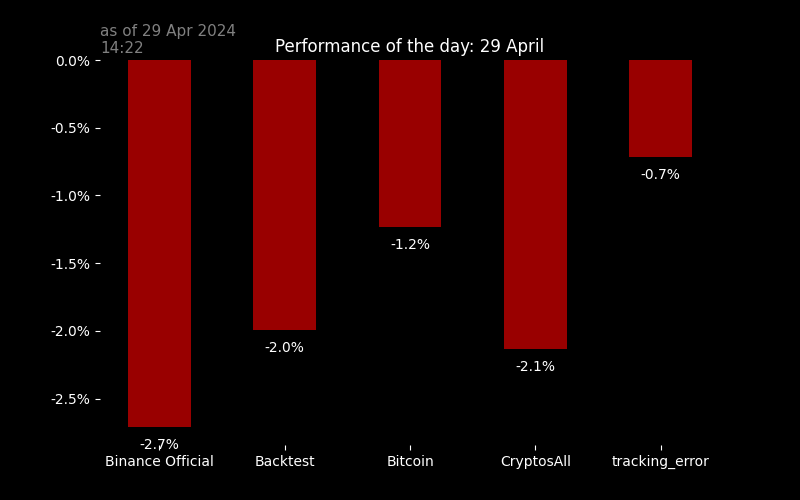 as of 29 Apr 2024
14:22
Performance of the day: 29 April
0.0%
-0.5%
-1.0%
-1.5%
-2.0%
-2.5%
-2.7%
-2.0%
-1.2%
-2.1%
-0.7%
Binance Official
Backtest
Bitcoin
CryptosAll
tracking_error